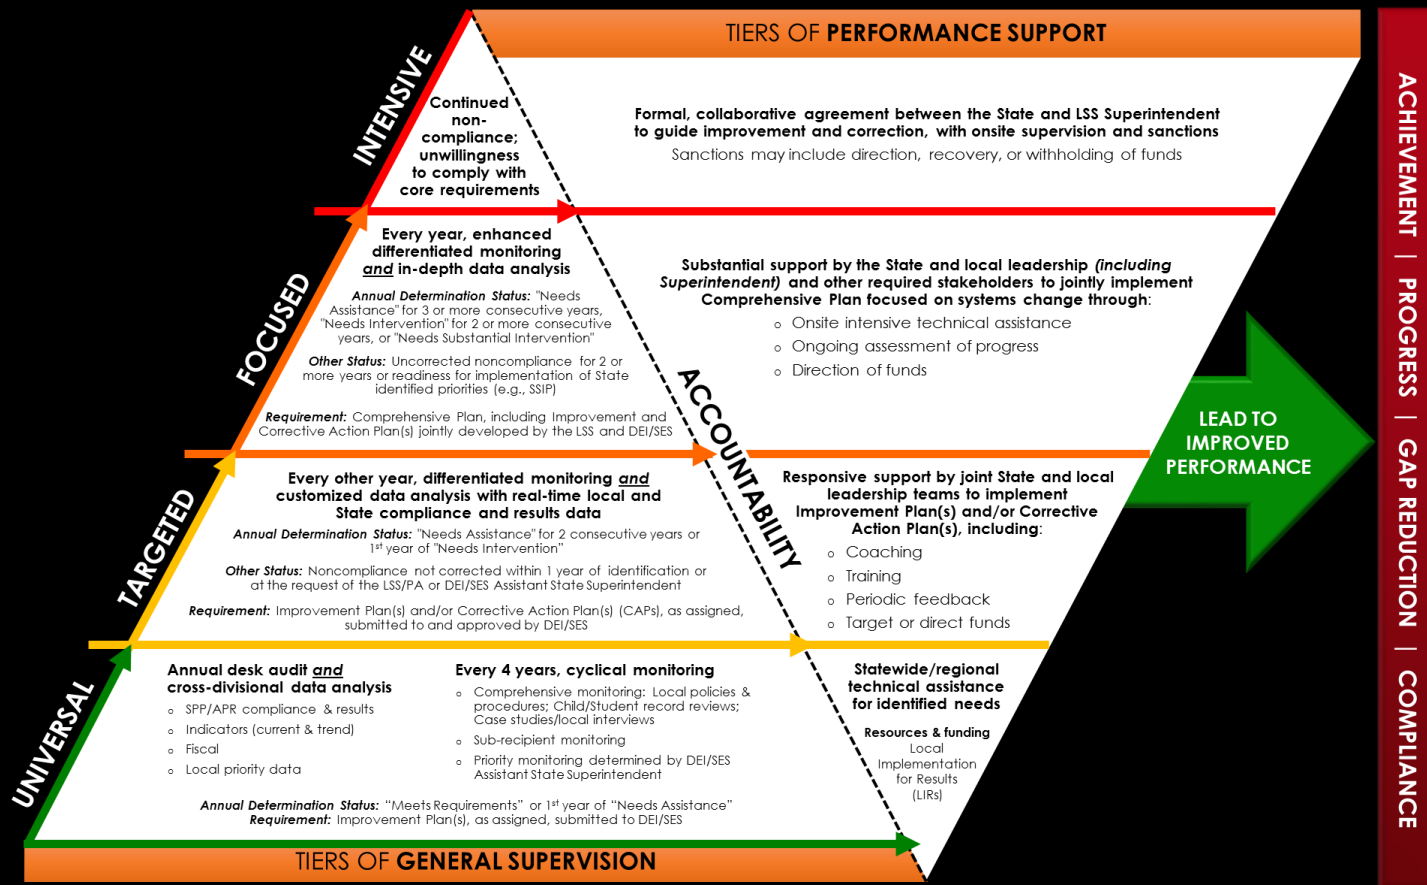 TIERS OF PERFORMANCE SUPPORT
INTENSIVE
Continued
non-
compliance;
unwillingness
to comply with
core requirements
Formal, collaborative agreement between the State and LSS Superintendent
to guide improvement and correction, with onsite supervision and sanctions
Sanctions may include direction, recovery, or withholding of funds
FOCUSED
Every year, enhanced
differentiated monitoring
and in-depth data analysis
Annual Determination Status: "Needs
Assistance" for 3 or more consecutive years,
"Needs Intervention" for 2 or more consecutive
years, or "Needs Substantial Intervention"
Other Status: Uncorrected noncompliance for 2 or
more years or readiness for implementation of State
identified priorities (e.g., SSIP)
Requirement: Comprehensive Plan, including Improvement and
Corrective Action Plan(s) jointly developed by the LSS and DEI/SES
Substantial support by the State and local leadership (including
Superintendent) and other required stakeholders to jointly implement
Comprehensive Plan focused on systems change through:
o Onsite intensive technical assistance
o Ongoing assessment of progress
o Direction of funds
TARGETED
Every other year, differentiated monitoring and
customized data analysis with real-time local and
State compliance and results data
Annual Determination Status: "Needs Assistance" for 2 consecutive years or
1st year of "Needs Intervention"
Other Status: Noncompliance not corrected within 1 year of identification or
at the request of the LSS/PA or DEI/SES Assistant State Superintendent
Requirement: Improvement Plan(s) and/or Corrective Action Plan(s) (CAPs), as assigned,
submitted to and approved by DEI/SES
ACCOUNTABILITY
Responsive support by joint State and local
leadership teams to implement
Improvement Plan(s) and/or Corrective
Action Plan(s), including:
o Coaching
o Training
o Periodic feedback
o Target or direct funds
UNIVERSAL
Annual desk audit and
cross-divisional data analysis
o SPP/APR compliance & results
o Indicators (current & trend)
o Fiscal
o Local priority data
Every 4 years, cyclical monitoring
o Comprehensive monitoring: Local policies &
procedures; Child/Student record reviews;
Case studies/local interviews
o Sub-recipient monitoring
o Priority monitoring determined by DEI/SES
Assistant State Superintendent
Annual Determination Status: “Meets Requirements” or 1st year of “Needs Assistance”
Requirement: Improvement Plan(s), as assigned, submitted to DEI/SES
Statewide/regional
technical assistance
for identified needs
Resources & funding
Local
Implementation
for Results
(LIRs)
TIERS OF GENERAL SUPERVISION
LEAD TO
IMPROVED
PERFORMANCE
ACHIEVEMENT | PROGRESS | GAP REDUCTION | COMPLIANCE